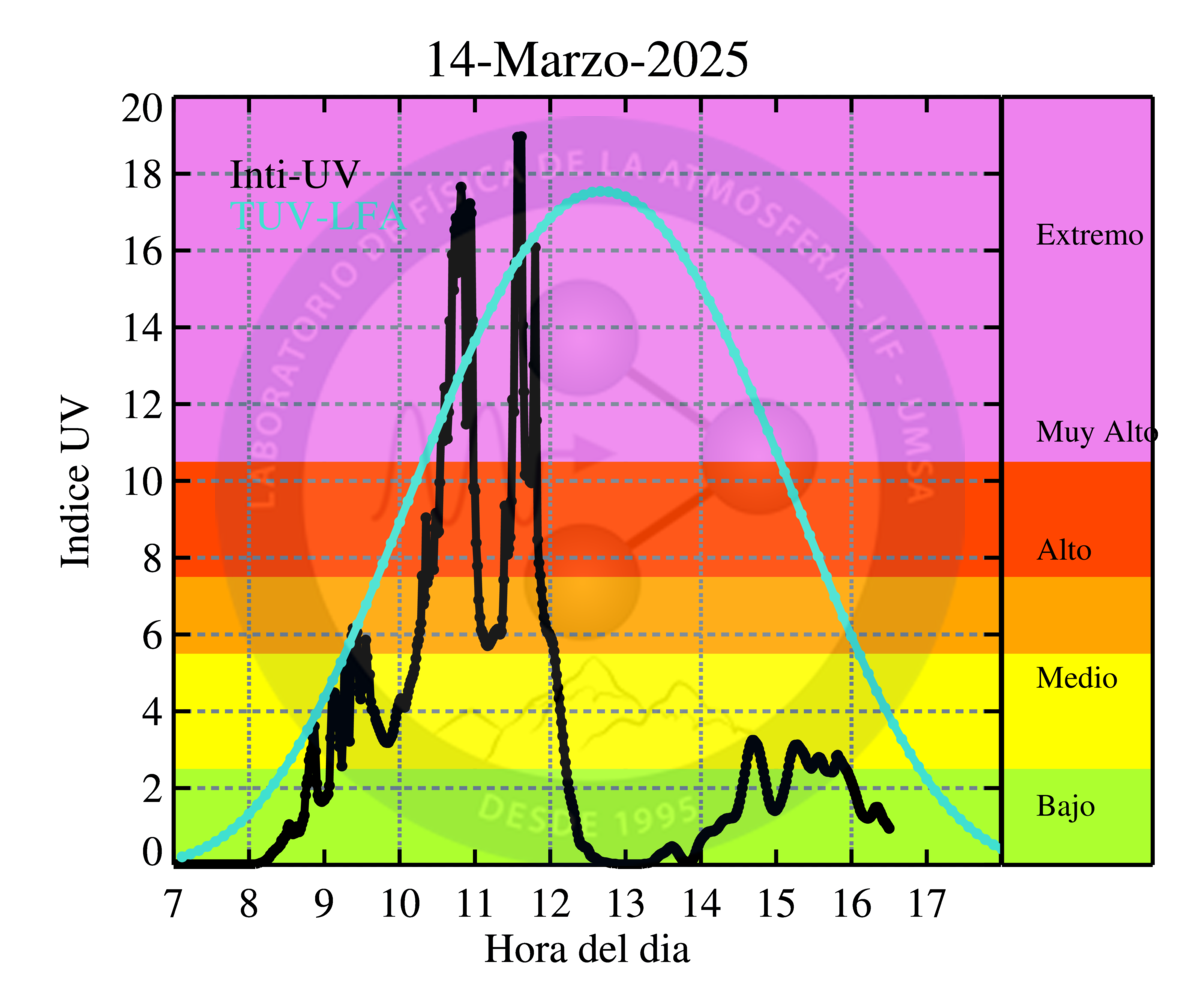 14-Marzo-2025
Inti-UV
TUV-LFA
LABORATORIO DE FÍSICA DE LA ATMÓSFERA - IIF - UMSA
DESDE 1995
Indice UV
20
18
16
14
12
10
8
6
4
2
0
Extremo
Muy Alto
Alto
Medio
Bajo
7 8 9 10 11 12 13 14 15 16 17
Hora del dia